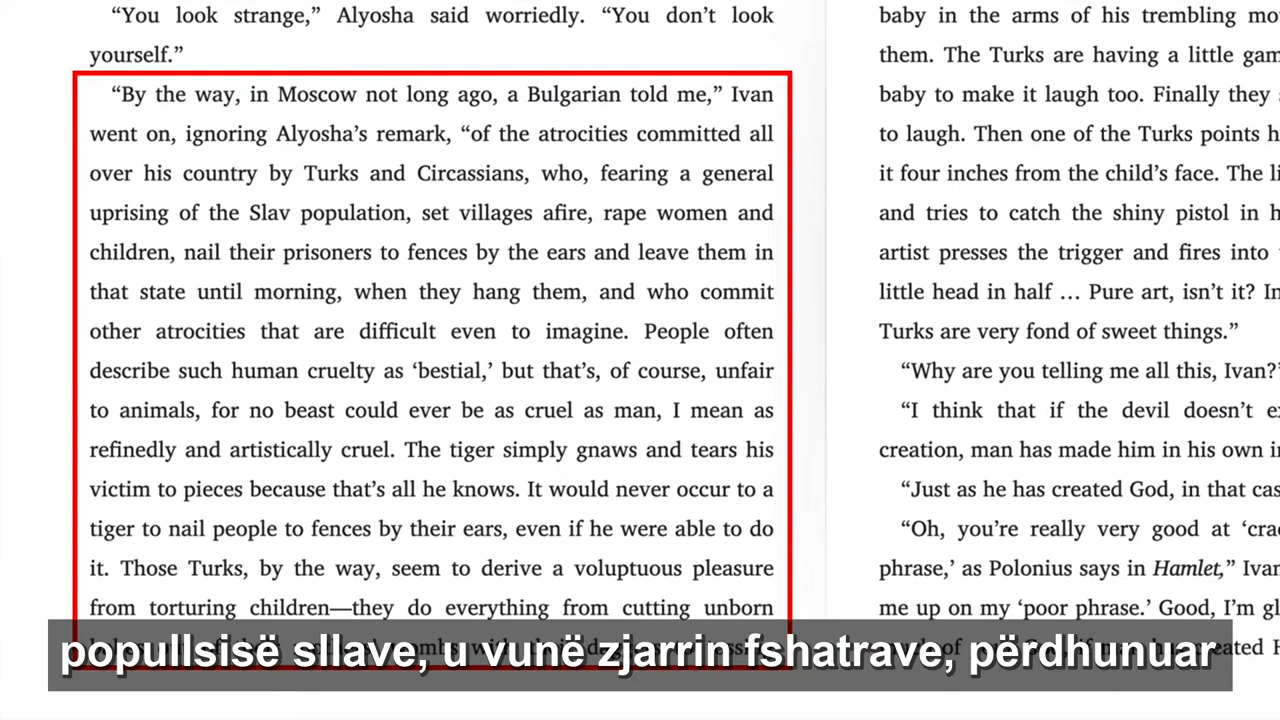 “You look strange,” Alyosha said worriedly. “You don’t look
yourself.”
“By the way, in Moscow not long ago, a Bulgarian told me,” Ivan
went on, ignoring Alyosha’s remark, “of the atrocities committed all
over his country by Turks and Circassians, who, fearing a general
uprising of the Slav population, set villages afire, rape women and
children, nail their prisoners to fences by the ears and leave them in
that state until morning, when they hang them, and who commit
other atrocities that are difficult even to imagine. People often
describe such human cruelty as ‘bestial,’ but that’s, of course, unfair
to animals, for no beast could ever be as cruel as man, I mean as
refinedly and artistically cruel. The tiger simply gnaws and tears his
victim to pieces because that’s all he knows. It would never occur to a
tiger to nail people to fences by their ears, even if he were able to do
it. Those Turks, by the way, seem to derive a voluptuous pleasure
from torturing children—they do everything from cutting unborn
baby in the arms of his trembling
them. The Turks are having a little
baby to make it laugh too. Finally they
to laugh. Then one of the Turks points
it four inches from the child’s face. The
and tries to catch the shiny pistol in
artist presses the trigger and fires into
little head in half … Pure art, isn’t it?
Turks are very fond of sweet things.”
“Why are you telling me all this, Ivan?
“I think that if the devil doesn’t
creation, man has made him in his own
“Just as he has created God, in that
“Oh, you’re really very good at
phrase,’ as Polonius says in Hamlet,”
me up on my ‘poor phrase.’ Good, I’m
popullsisë sllave, u vunë zjarrin fshatrave, përdhunuar